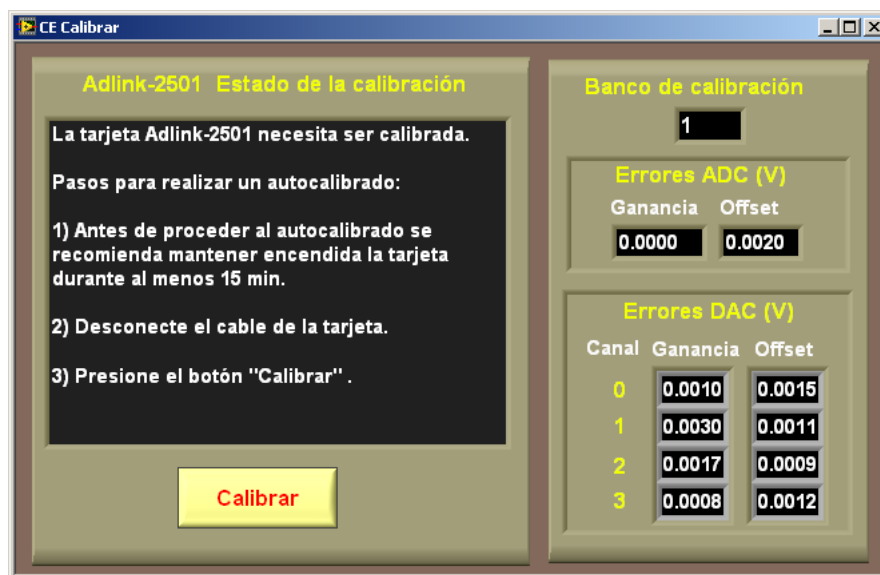 CE Calibrar
Adlink-2501 Estado de la calibración
La tarjeta Adlink-2501 necesita ser calibrada.
Pasos para realizar un autocalibrado:
1) Antes de proceder al autocalibrado se
recomienda mantener encendida la tarjeta
durante al menos 15 min.
2) Desconecte el cable de la tarjeta.
3) Presione el botón "Calibrar" .
Calibrar
Banco de calibración
1
Errores ADC (V)
Ganancia Offset
0.0000 0.0020
Errores DAC (V)
Canal Ganancia Offset
0 0.0010 0.0015
1 0.0030 0.0011
2 0.0017 0.0009
3 0.0008 0.0012